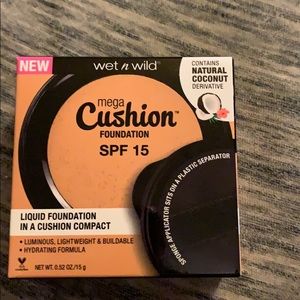 NEW
wet n wild®
CONTAINS
NATURAL
COCONUT
DERIVATIVE
mega
Cushion™
FOUNDATION
SPF 15
SPONGE APPLICATOR SITS ON A PLASTIC SEPARATOR
LIQUID FOUNDATION
IN A CUSHION COMPACT
• LUMINOUS, LIGHTWEIGHT & BUILDABLE
• HYDRATING FORMULA
NET WT. 0.52 OZ/15 g